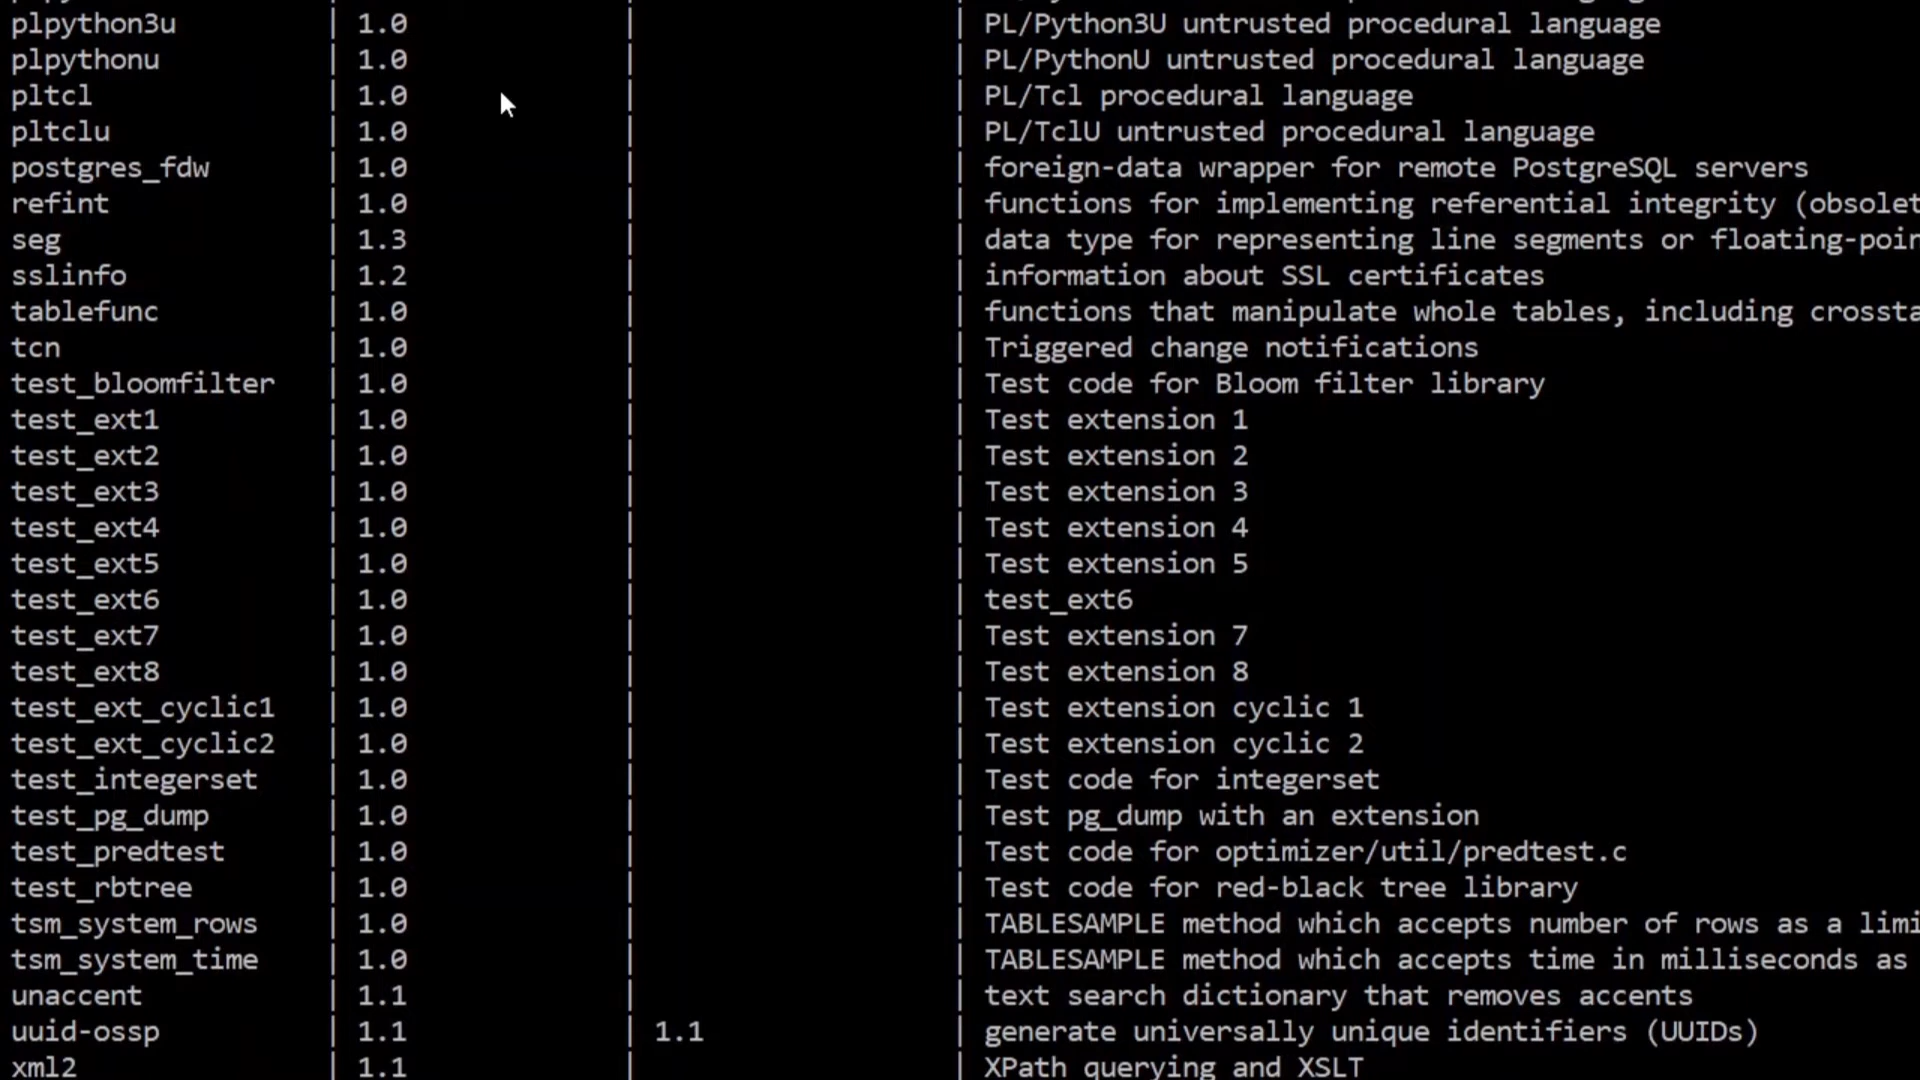 plpython3u | 1.0 | | PL/Python3U untrusted procedural language
plpythonu | 1.0 | | PL/PythonU untrusted procedural language
pltcl | 1.0 | | PL/Tcl procedural language
pltclu | 1.0 | | PL/TclU untrusted procedural language
postgres_fdw | 1.0 | | foreign-data wrapper for remote PostgreSQL servers
refint | 1.0 | | functions for implementing referential integrity (obsolet
seg | 1.3 | | data type for representing line segments or floating-poin
sslinfo | 1.2 | | information about SSL certificates
tablefunc | 1.0 | | functions that manipulate whole tables, including crossta
tcn | 1.0 | | Triggered change notifications
test_bloomfilter | 1.0 | | Test code for Bloom filter library
test_ext1 | 1.0 | | Test extension 1
test_ext2 | 1.0 | | Test extension 2
test_ext3 | 1.0 | | Test extension 3
test_ext4 | 1.0 | | Test extension 4
test_ext5 | 1.0 | | Test extension 5
test_ext6 | 1.0 | | test_ext6
test_ext7 | 1.0 | | Test extension 7
test_ext8 | 1.0 | | Test extension 8
test_ext_cyclic1 | 1.0 | | Test extension cyclic 1
test_ext_cyclic2 | 1.0 | | Test extension cyclic 2
test_integerset | 1.0 | | Test code for integerset
test_pg_dump | 1.0 | | Test pg_dump with an extension
test_predtest | 1.0 | | Test code for optimizer/util/predtest.c
test_rbtree | 1.0 | | Test code for red-black tree library
tsm_system_rows | 1.0 | | TABLESAMPLE method which accepts number of rows as a limi
tsm_system_time | 1.0 | | TABLESAMPLE method which accepts time in milliseconds as
unaccent | 1.1 | | text search dictionary that removes accents
uuid-ossp | 1.1 | 1.1 | generate universally unique identifiers (UUIDs)
xml2 | 1.1 | | XPath querying and XSLT